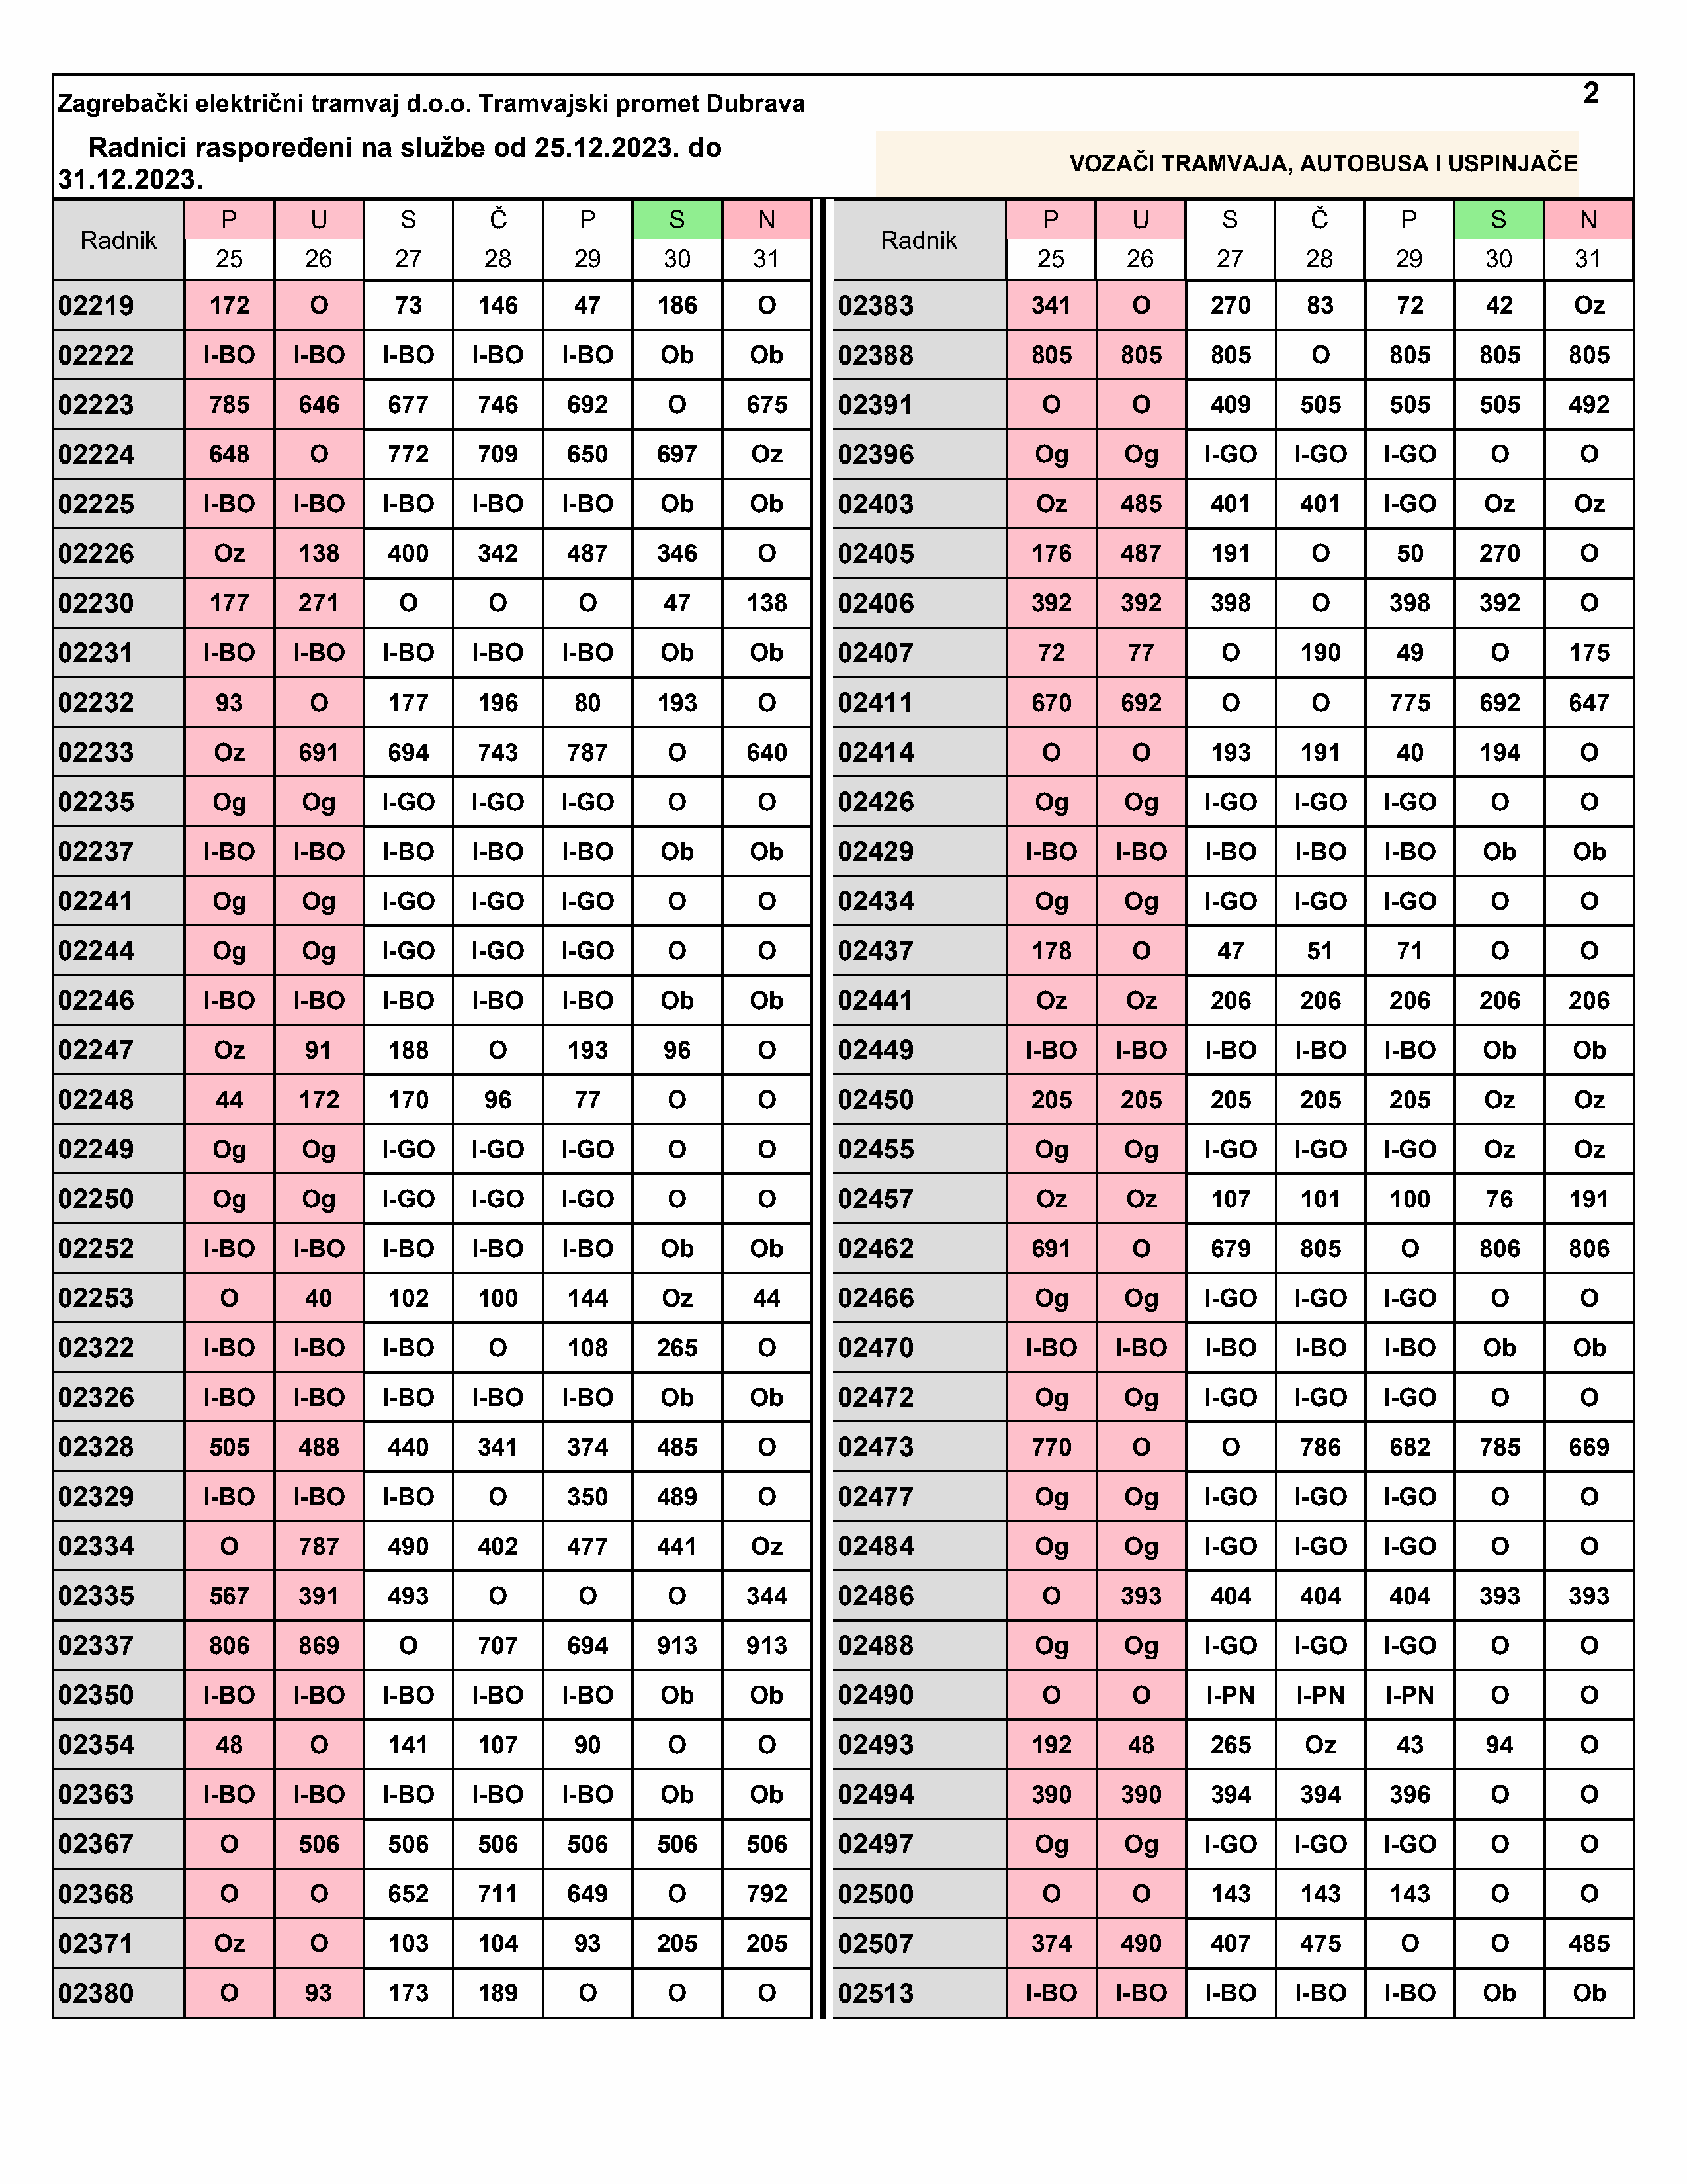 2
Zagrebački električni tramvaj d.o.o. Tramvajski promet Dubrava
Radnici raspoređeni na službe od 25.12.2023. do
31.12.2023.
VOZAČI TRAMVAJA, AUTOBUSA I USPINJAČE
Radnik P U S Č P S N
25 26 27 28 29 30 31
02219 172 O 73 146 47 186 O
02222 I-BO I-BO I-BO I-BO I-BO Ob Ob
02223 785 646 677 746 692 O 675
02224 648 O 772 709 650 697 Oz
02225 I-BO I-BO I-BO I-BO I-BO Ob Ob
02226 Oz 138 400 342 487 346 O
02230 177 271 O O O 47 138
02231 I-BO I-BO I-BO I-BO I-BO Ob Ob
02232 93 O 177 196 80 193 O
02233 Oz 691 694 743 787 O 640
02235 Og Og I-GO I-GO I-GO O O
02237 I-BO I-BO I-BO I-BO I-BO Ob Ob
02241 Og Og I-GO I-GO I-GO O O
02244 Og Og I-GO I-GO I-GO O O
02246 I-BO I-BO I-BO I-BO I-BO Ob Ob
02247 Oz 91 188 O 193 96 O
02248 44 172 170 96 77 O O
02249 Og Og I-GO I-GO I-GO O O
02250 Og Og I-GO I-GO I-GO O O
02252 I-BO I-BO I-BO I-BO I-BO Ob Ob
02253 O 40 102 100 144 Oz 44
02322 I-BO I-BO I-BO O 108 265 O
02326 I-BO I-BO I-BO I-BO I-BO Ob Ob
02328 505 488 440 341 374 485 O
02329 I-BO I-BO I-BO O 350 489 O
02334 O 787 490 402 477 441 Oz
02335 567 391 493 O O O 344
02337 806 869 O 707 694 913 913
02350 I-BO I-BO I-BO I-BO I-BO Ob Ob
02354 48 O 141 107 90 O O
02363 I-BO I-BO I-BO I-BO I-BO Ob Ob
02367 O 506 506 506 506 506 506
02368 O O 652 711 649 O 792
02371 Oz O 103 104 93 205 205
02380 O 93 173 189 O O O
Radnik P U S Č P S N
25 26 27 28 29 30 31
02383 341 O 270 83 72 42 Oz
02388 805 805 805 O 805 805 805
02391 O O 409 505 505 505 492
02396 Og Og I-GO I-GO I-GO O O
02403 Oz 485 401 401 I-GO Oz Oz
02405 176 487 191 O 50 270 O
02406 392 392 398 O 398 392 O
02407 72 77 O 190 49 O 175
02411 670 692 O O 775 692 647
02414 O O 193 191 40 194 O
02426 Og Og I-GO I-GO I-GO O O
02429 I-BO I-BO I-BO I-BO I-BO Ob Ob
02434 Og Og I-GO I-GO I-GO O O
02437 178 O 47 51 71 O O
02441 Oz Oz 206 206 206 206 206
02449 I-BO I-BO I-BO I-BO I-BO Ob Ob
02450 205 205 205 205 205 Oz Oz
02455 Og Og I-GO I-GO I-GO Oz Oz
02457 Oz Oz 107 101 100 76 191
02462 691 O 679 805 O 806 806
02466 Og Og I-GO I-GO I-GO O O
02470 I-BO I-BO I-BO I-BO I-BO Ob Ob
02472 Og Og I-GO I-GO I-GO O O
02473 770 O O 786 682 785 669
02477 Og Og I-GO I-GO I-GO O O
02484 Og Og I-GO I-GO I-GO O O
02486 O 393 404 404 404 393 393
02488 Og Og I-GO I-GO I-GO O O
02490 O O I-PN I-PN I-PN O O
02493 192 48 265 Oz 43 94 O
02494 390 390 394 394 396 O O
02497 Og Og I-GO I-GO I-GO O O
02500 O O 143 143 143 O O
02507 374 490 407 475 O O 485
02513 I-BO I-BO I-BO I-BO I-BO Ob Ob